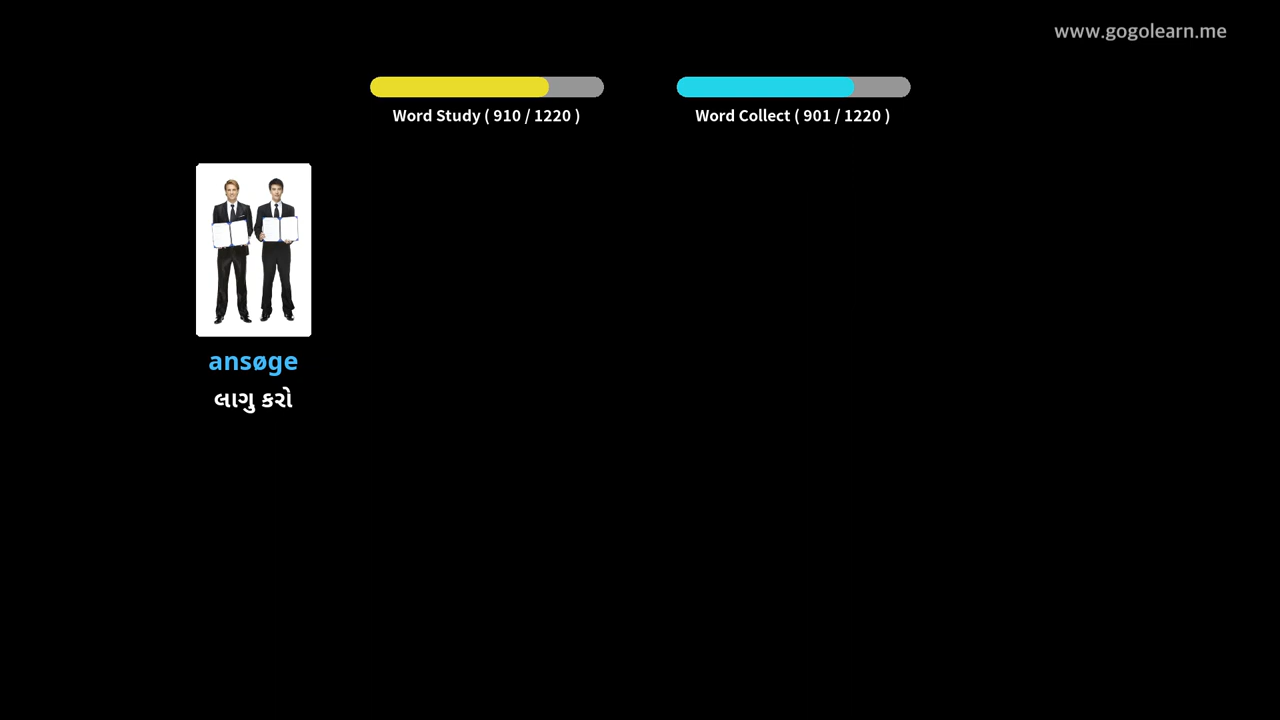 www.gogolearn.me
Word Study ( 910 / 1220 )
Word Collect ( 901 / 1220 )
ansøge
લાગુ કરો